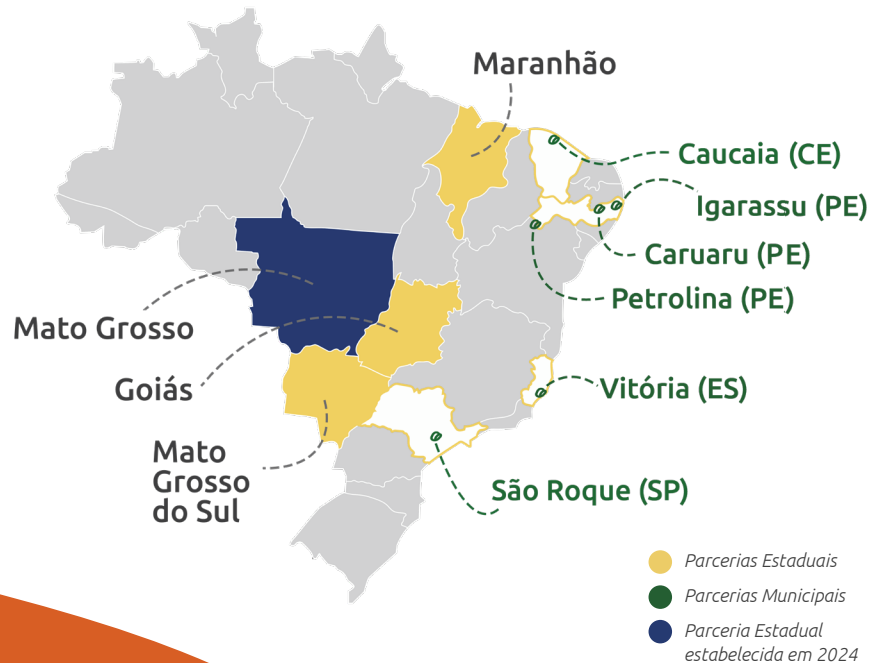 Maranhão
Caucaia (CE)
Igarassu (PE)
Caruaru (PE)
Petrolina (PE)
Mato Grosso
Goiás
Vitória (ES)
Mato
Grosso
do Sul
São Roque (SP)
Parcerias Estaduais
Parcerias Municipais
Parceria Estadual
estabelecida em 2024